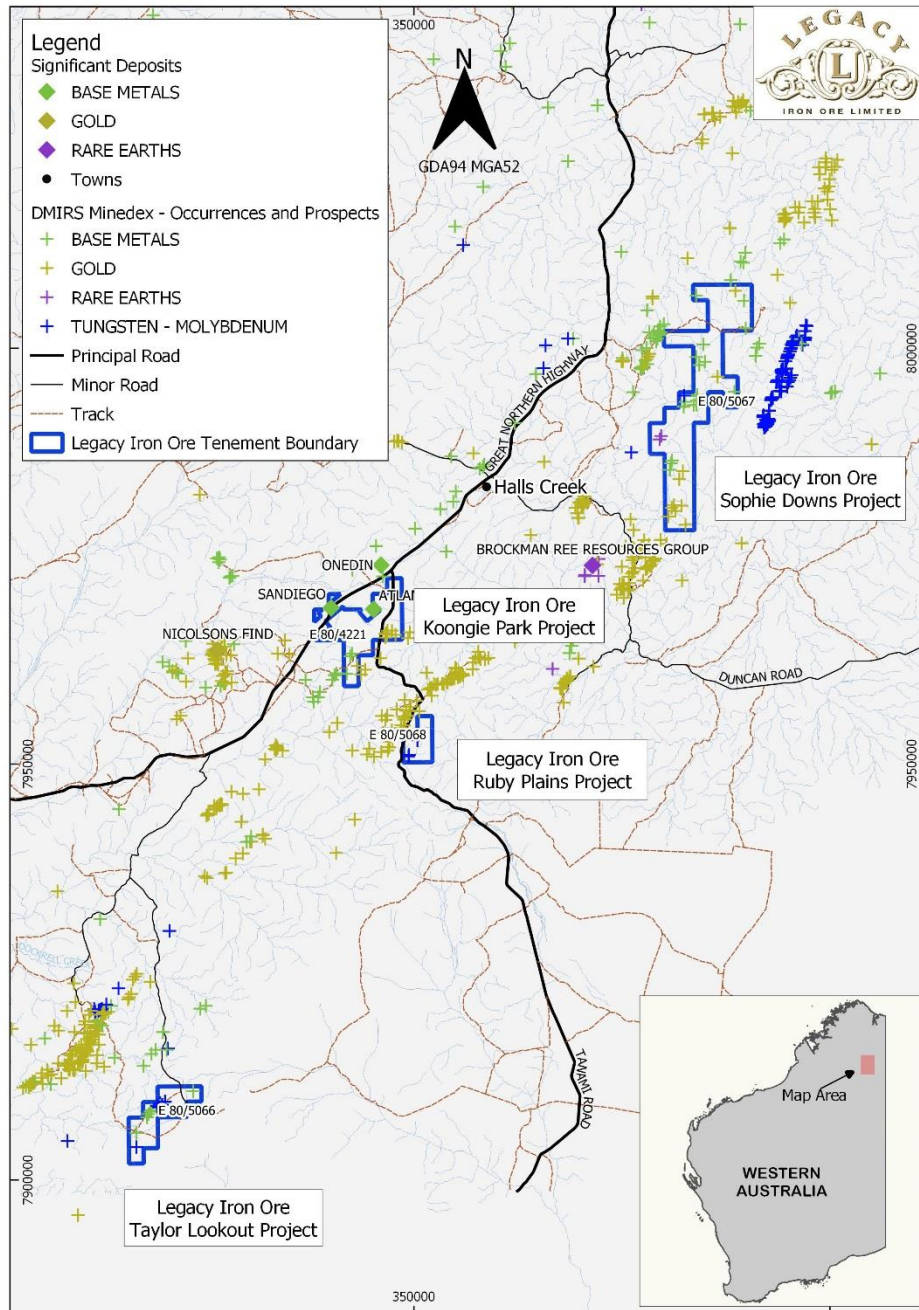 Legend
Significant Deposits
BASE METALS
GOLD
RARE EARTHS
Towns
DMIRS Minedex - Occurrences and Prospects
BASE METALS
GOLD
RARE EARTHS
TUNGSTEN - MOLYBDENUM
Principal Road
Minor Road
Track
Legacy Iron Ore Tenement Boundary
350000
N
GDA94 MGA52
LEGACY
L
IRON ORE LIMITED
8000000
GREAT NORTHERN HIGHWAY
E 80/5067
Legacy Iron Ore
Sophie Downs Project
Halls Creek
BROCKMAN REE RESOURCES GROUP
ONEDIN
SANDIEGO
ATLAN
E 80/4221
Legacy Iron Ore
Koongie Park Project
NICOLSONS FIND
DUNCAN ROAD
E 80/5068
7950000
7950000
Legacy Iron Ore
Ruby Plains Project
TANAMI ROAD
E 80/5066
7900000
Legacy Iron Ore
Taylor Lookout Project
350000
Map Area
WESTERN
AUSTRALIA